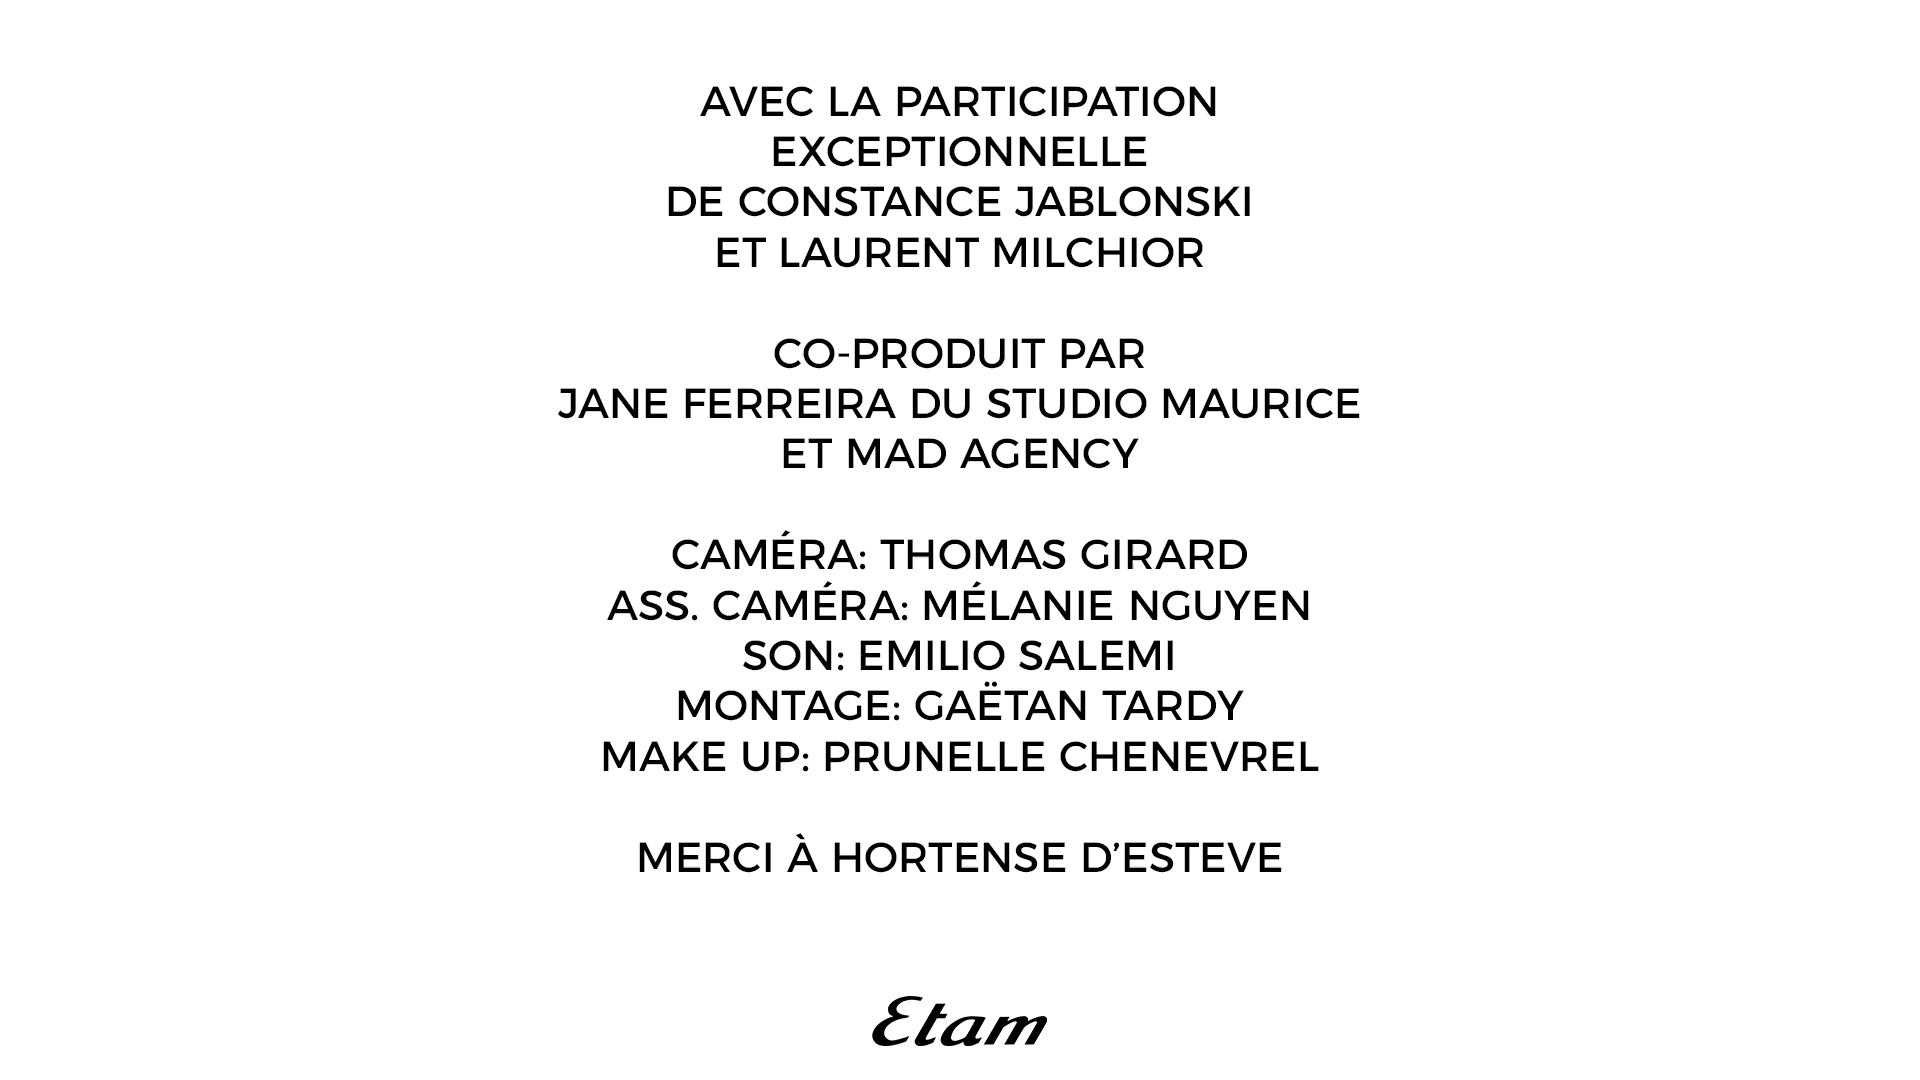 AVEC LA PARTICIPATION
EXCEPTIONNELLE
DE CONSTANCE JABLONSKI
ET LAURENT MILCHIOR
CO-PRODUIT PAR
JANE FERREIRA DU STUDIO MAURICE
ET MAD AGENCY
CAMÉRA: THOMAS GIRARD
ASS. CAMÉRA: MÉLANIE NGUYEN
SON: EMILIO SALEMI
MONTAGE: GAËTAN TARDY
MAKE UP: PRUNELLE CHENEVREL
MERCI À HORTENSE D’ESTEVE
Etam